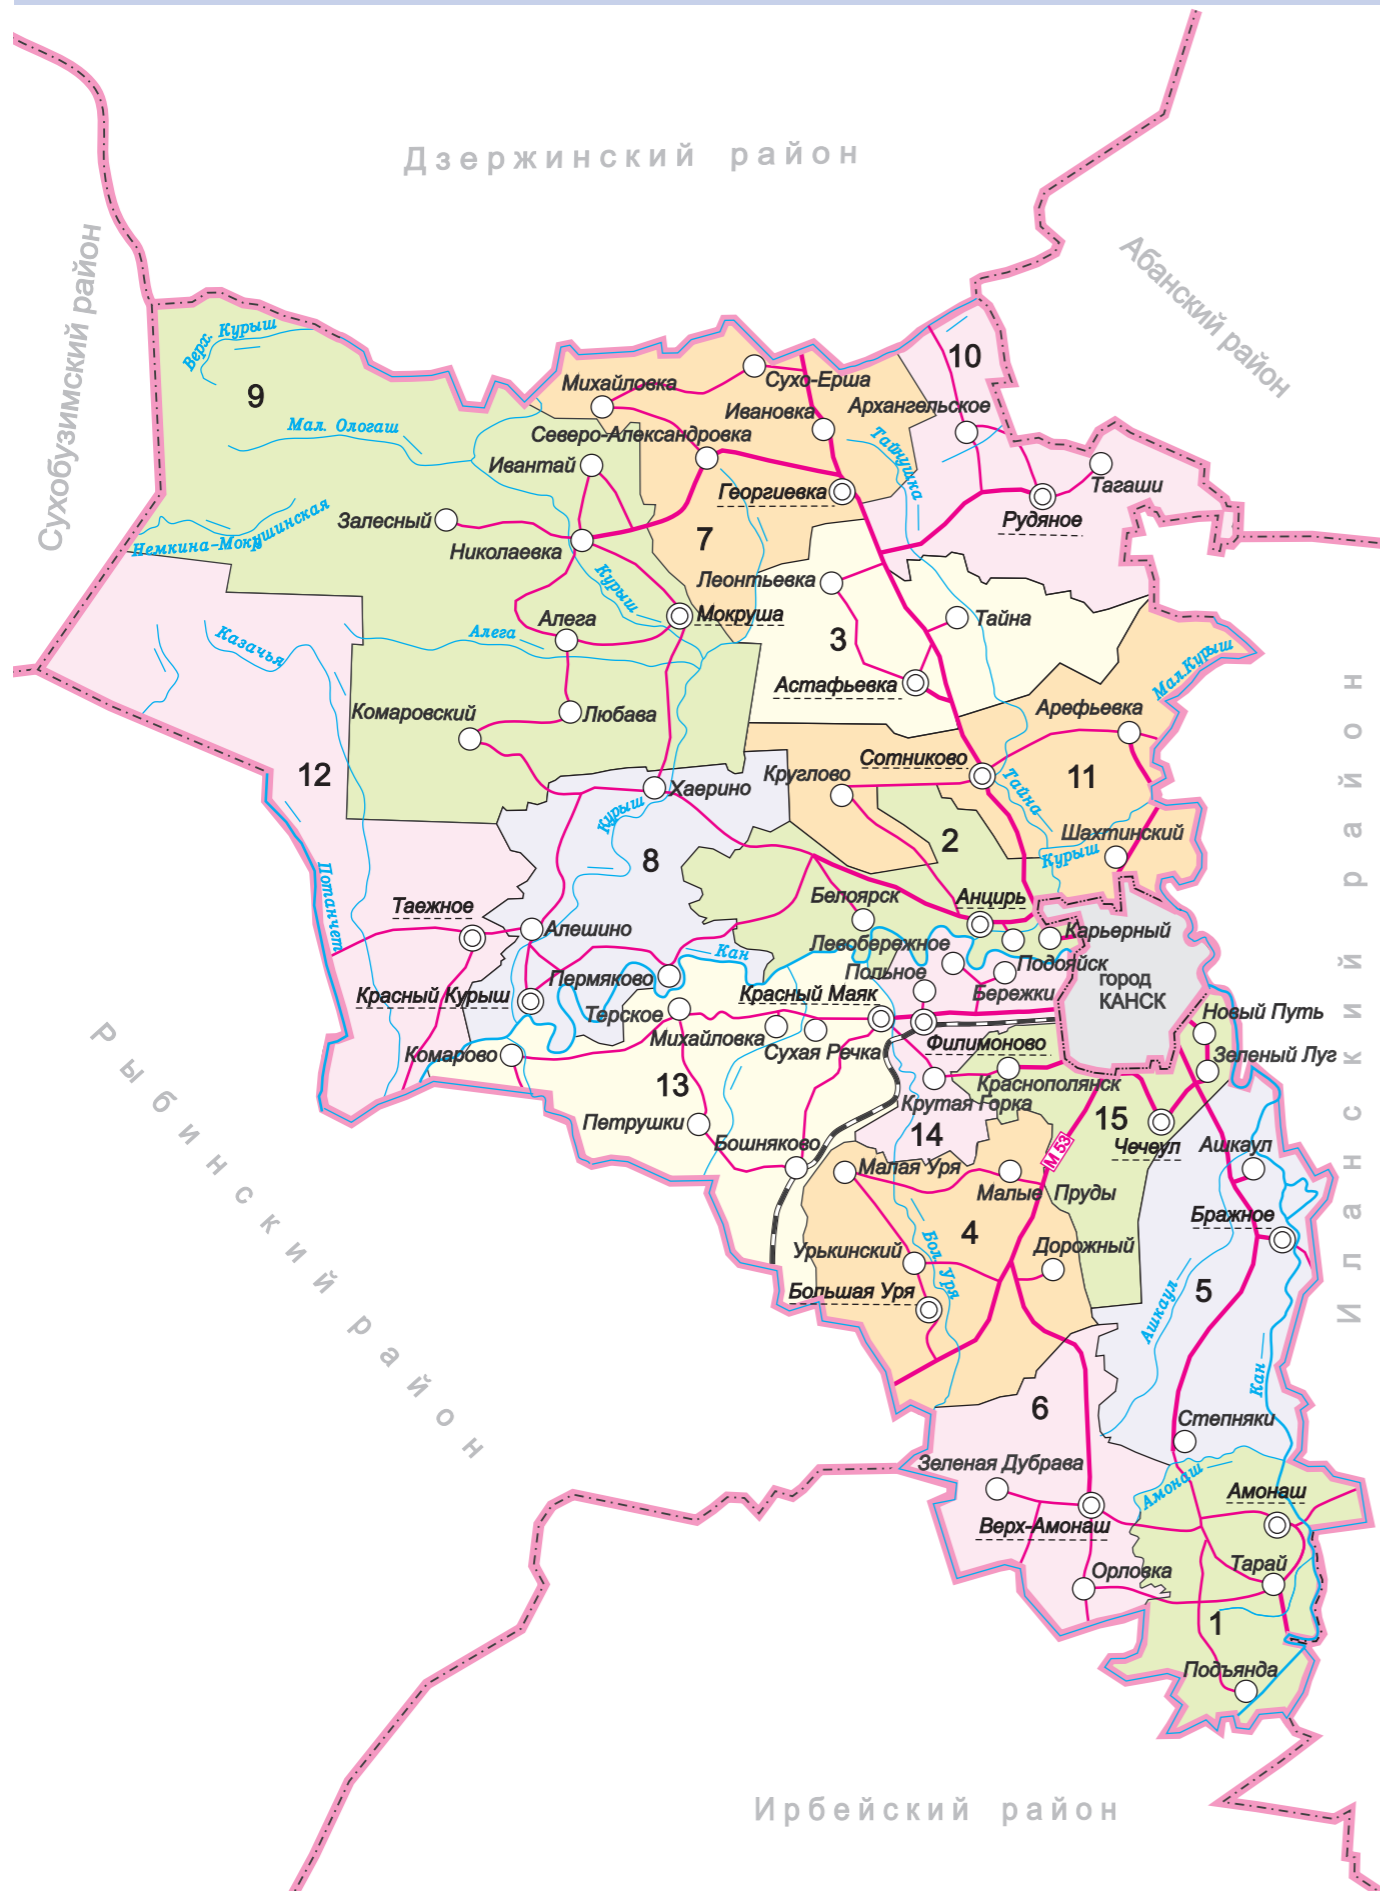 Дзержинский район
Сухобузимский район
Абанский район
Верх. Курыш
10
Сухо-Ерша
Михайловка
9
Ивановка
Архангельское
Мал. Ологаш
Северо-Александровка
Тайнушка
Ивантай
Тагаши
Георгиевка
Рудяное
Залесный
Немкина-Мокрушинская
Николаевка
7
Леонтьевка
Курыш
Мокруша
Тайна
Алега
Казачья
Алега
3
Мал.Курыш
Астафьевка
Комаровский
Любава
Арефьевка
Сотниково
12
Круглово
11
Хаерино
Тайна
Курыш
Шахтинский
2
Курыш
8
Потанчет
Таежное
Белоярск
Анцирь
Алешино
Левобережное
Карьерный
Кан
Подояйск
Польное
Пермяково
Бережки
город
КАНСК
Красный Курыш
Красный Маяк
Терское
Новый Путь
Михайловка
Сухая Речка
Филимоново
Комарово
Зеленый Луг
13
Краснополянск
Крутая Горка
Петрушки
15
14
Бошняково
Чечеул
Ашкаул
М 53
Малая Уря
Малые Пруды
Бражное
4
Урькинский
Бол. Уря
Дорожный
Большая Уря
5
Ашкаул
Кан
6
Степняки
Зеленая Дубрава
Амонаш
Амонаш
Верх-Амонаш
Тарай
Орловка
1
Подъянда
Рыбинский район
Иланский район
Ирбейский район